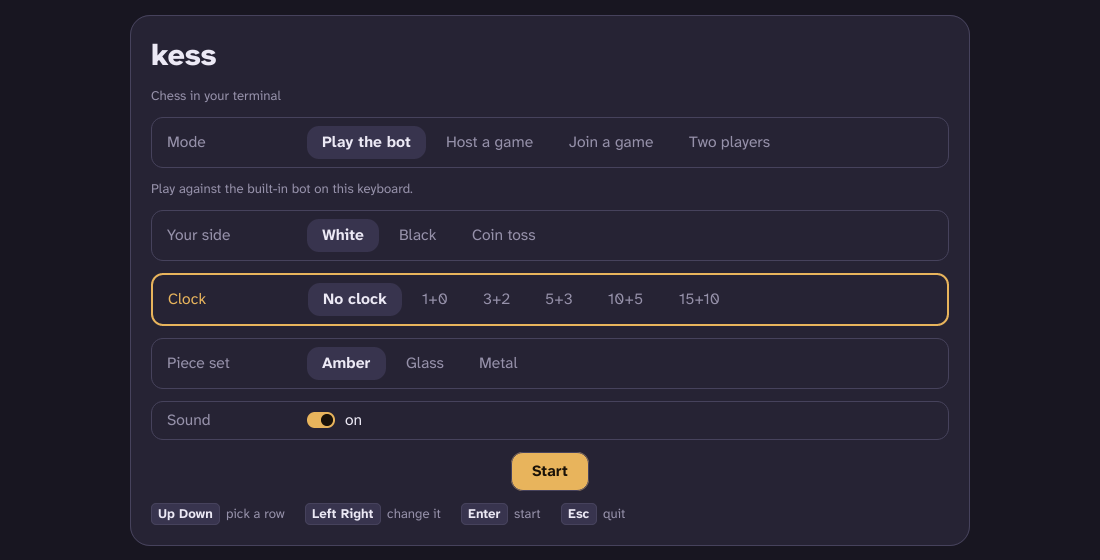 kess
Chess in your terminal
Mode Play the bot Host a game Join a game Two players
Play against the built-in bot on this keyboard.
Your side White Black Coin toss
Clock No clock 1+0 3+2 5+3 10+5 15+10
Piece set Amber Glass Metal
Sound on
Start
Up Down pick a row Left Right change it Enter start Esc quit